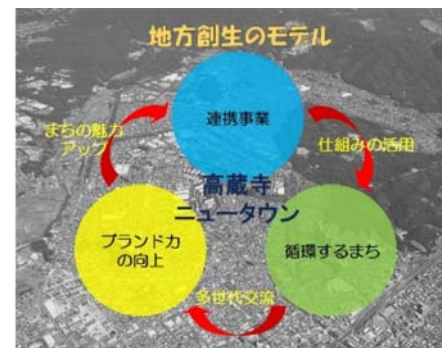 地方創生のモデル
連携事業
まちの魅力
アップ
仕組みの活用
高蔵寺
ニュータウン
ブランド力
の向上
循環するまち
多世代交流